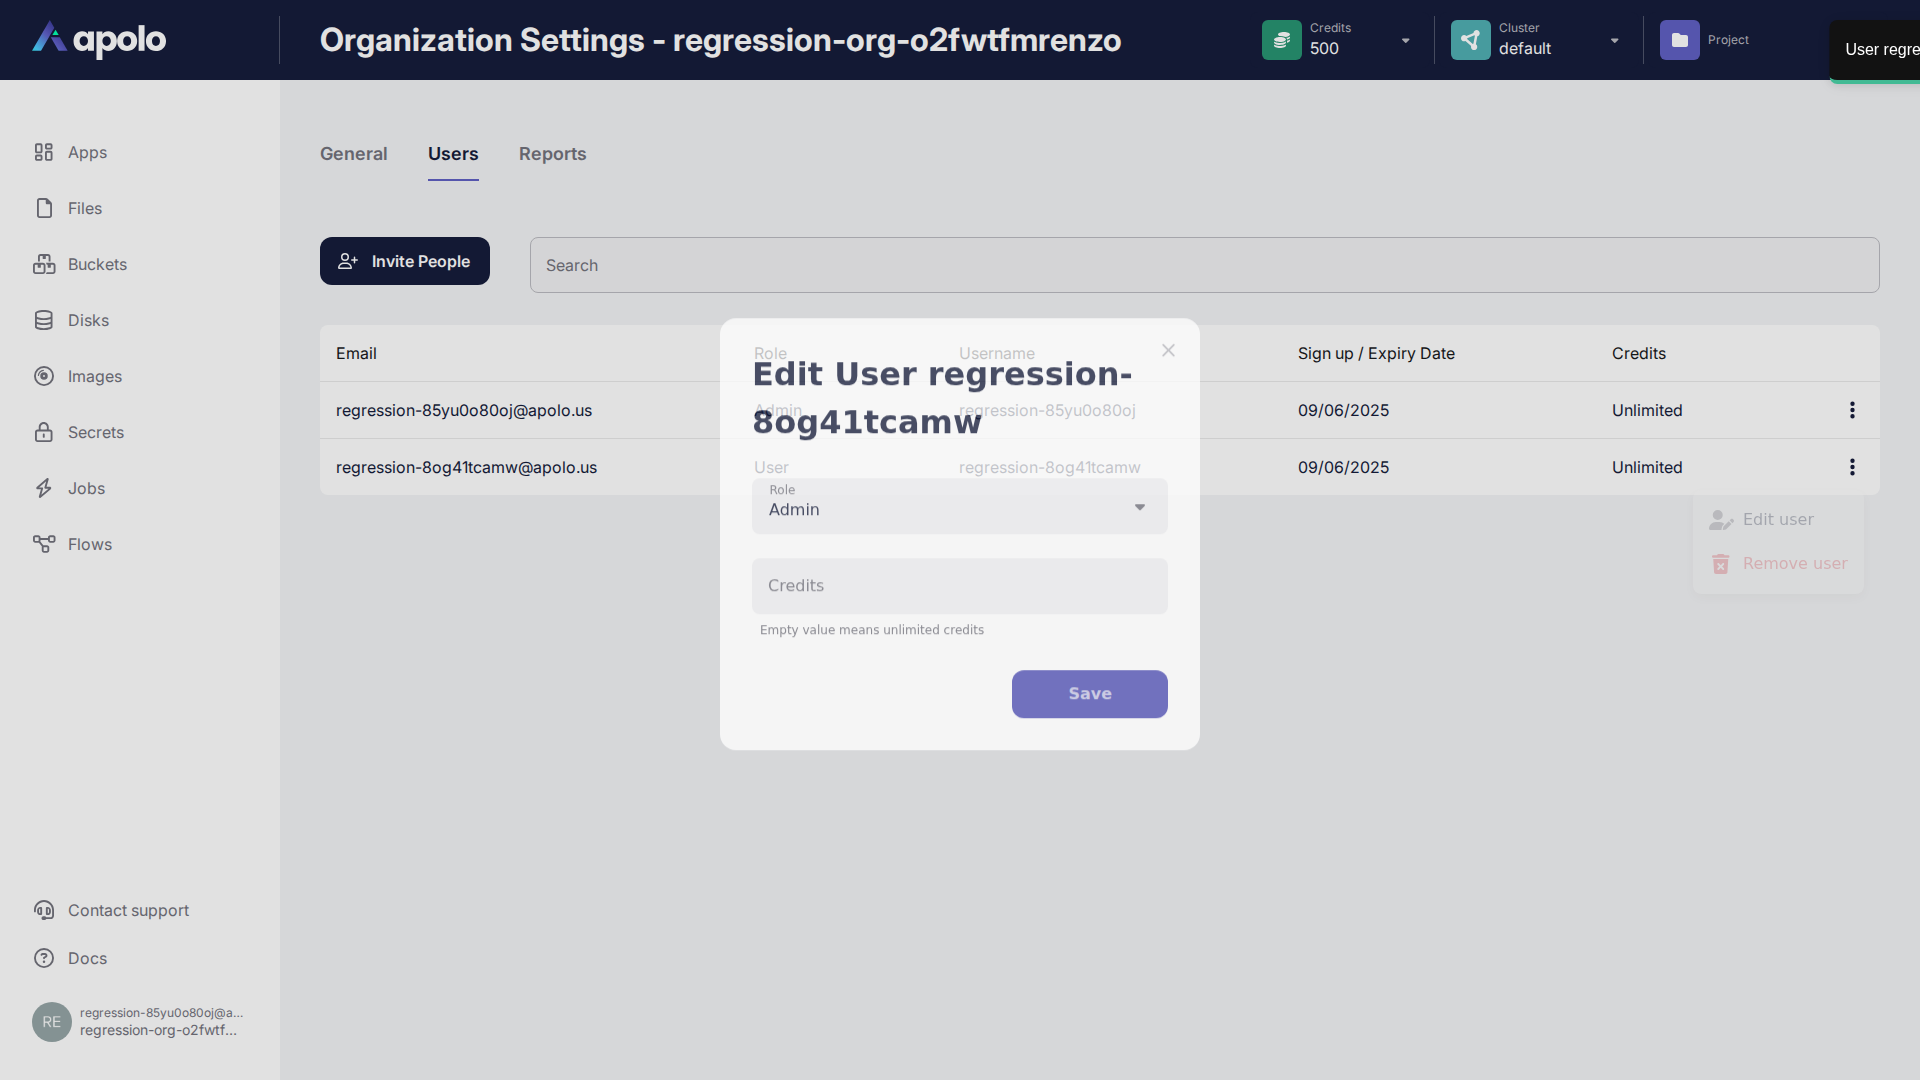 apolo
Organization Settings - regression-org-o2fwtfmrenzo
Credits
500
Cluster
default
Project
User regre
Apps
Files
Buckets
Disks
Images
Secrets
Jobs
Flows
General Users Reports
Invite People
Search
Email Role Username Sign up / Expiry Date Credits
regression-85yu0o80oj@apolo.us Admin regression-85yu0o80oj 09/06/2025 Unlimited
regression-8og41tcamw@apolo.us User regression-8og41tcamw 09/06/2025 Unlimited
Edit User regression-
8og41tcamw
Role
Admin
Credits
Empty value means unlimited credits
Save
Edit user
Remove user
Contact support
Docs
RE
regression-85yu0o80oj@a...
regression-org-o2fwtf...